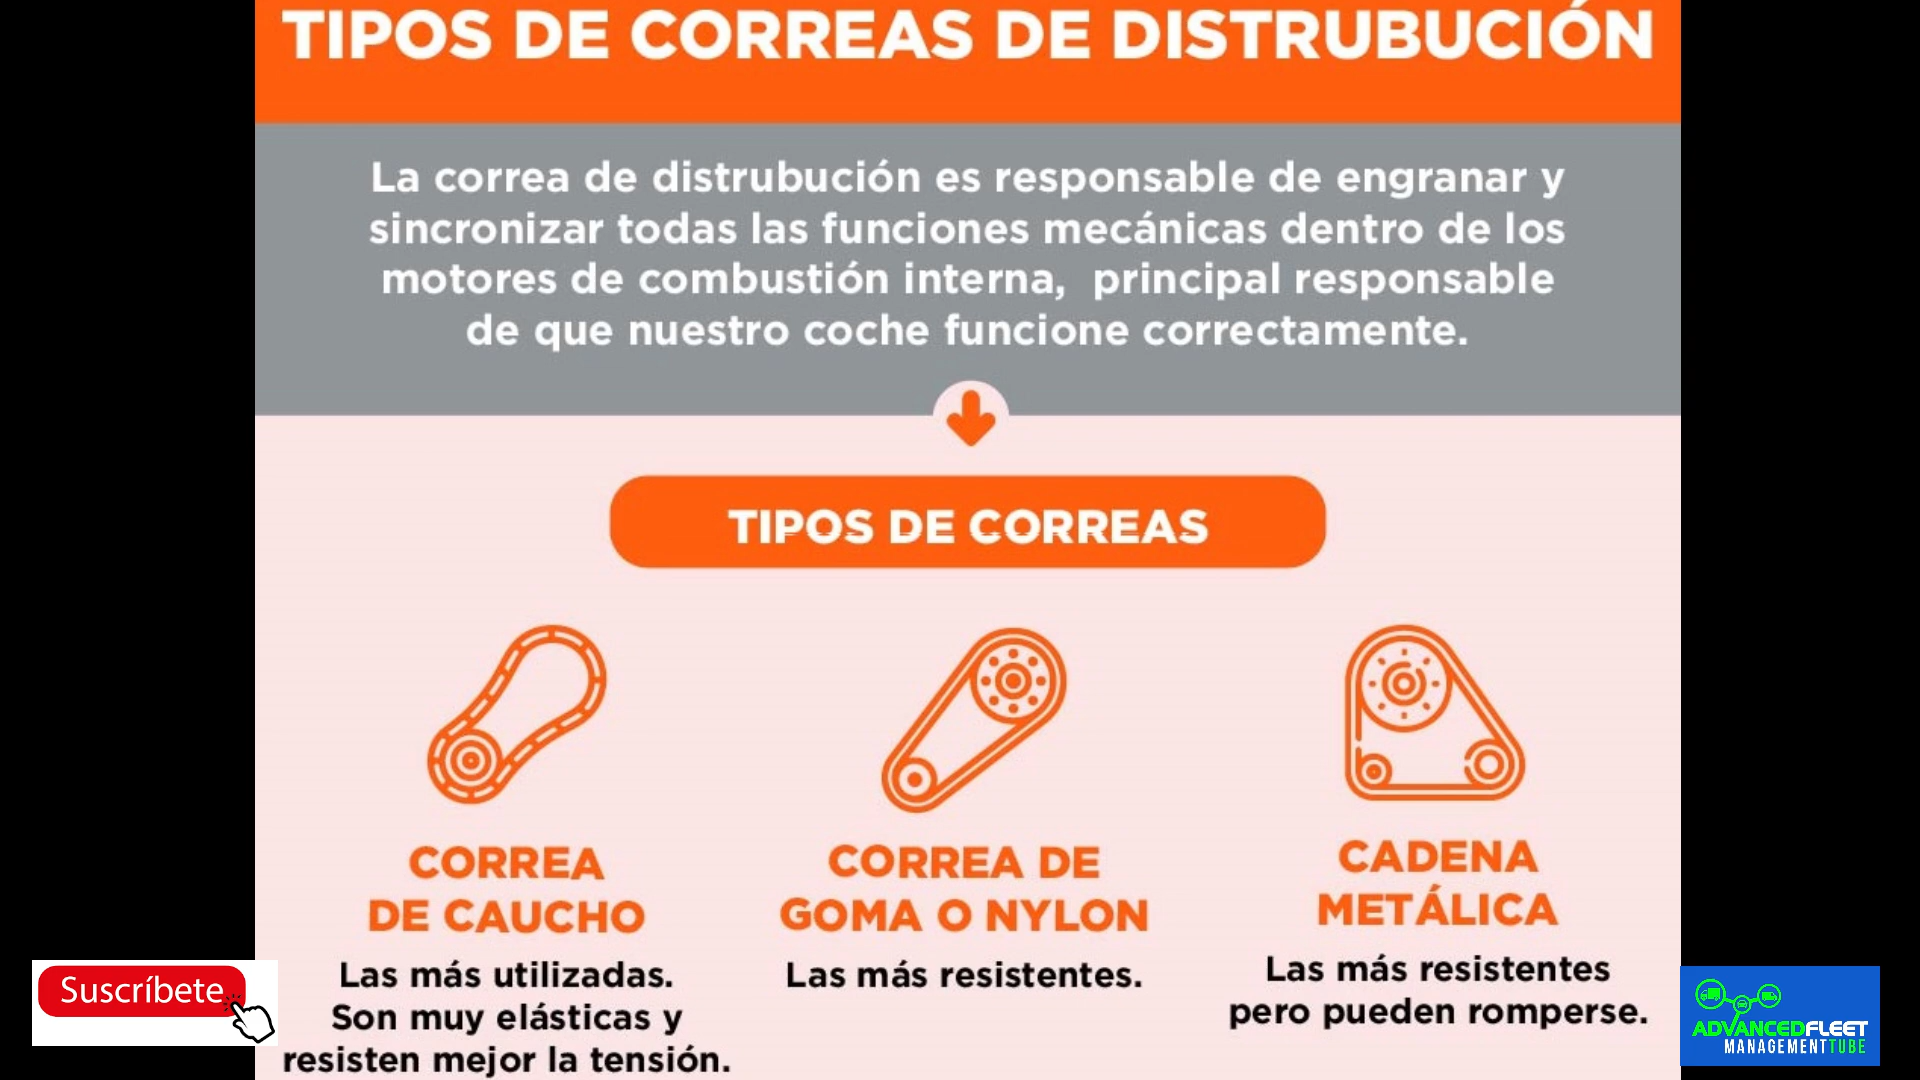 TIPOS DE CORREAS DE DISTRUBUCIÓN
La correa de distrubución es responsable de engranar y
sincronizar todas las funciones mecánicas dentro de los
motores de combustión interna, principal responsable
de que nuestro coche funcione correctamente.
TIPOS DE CORREAS
CORREA
DE CAUCHO
Las más utilizadas.
Son muy elásticas y
resisten mejor la tensión.
CORREA DE
GOMA O NYLON
Las más resistentes.
CADENA
METÁLICA
Las más resistentes
pero pueden romperse.
Suscríbete
ADVANCEDFLEET
MANAGEMENTTUBE